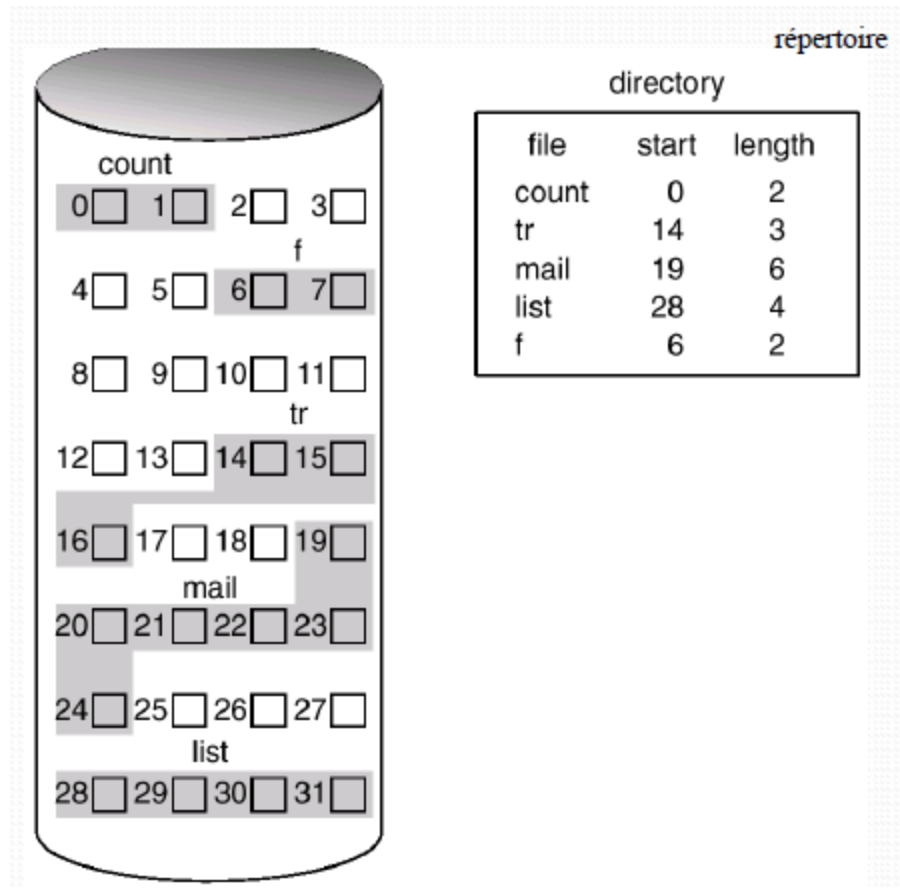 répertoire
directory
file start length
count 0 2
tr 14 3
mail 19 6
list 28 4
f 6 2
count
0 1 2 3
f
4 5 6 7
8 9 10 11
tr
12 13 14 15
16 17 18 19
mail
20 21 22 23
24 25 26 27
list
28 29 30 31